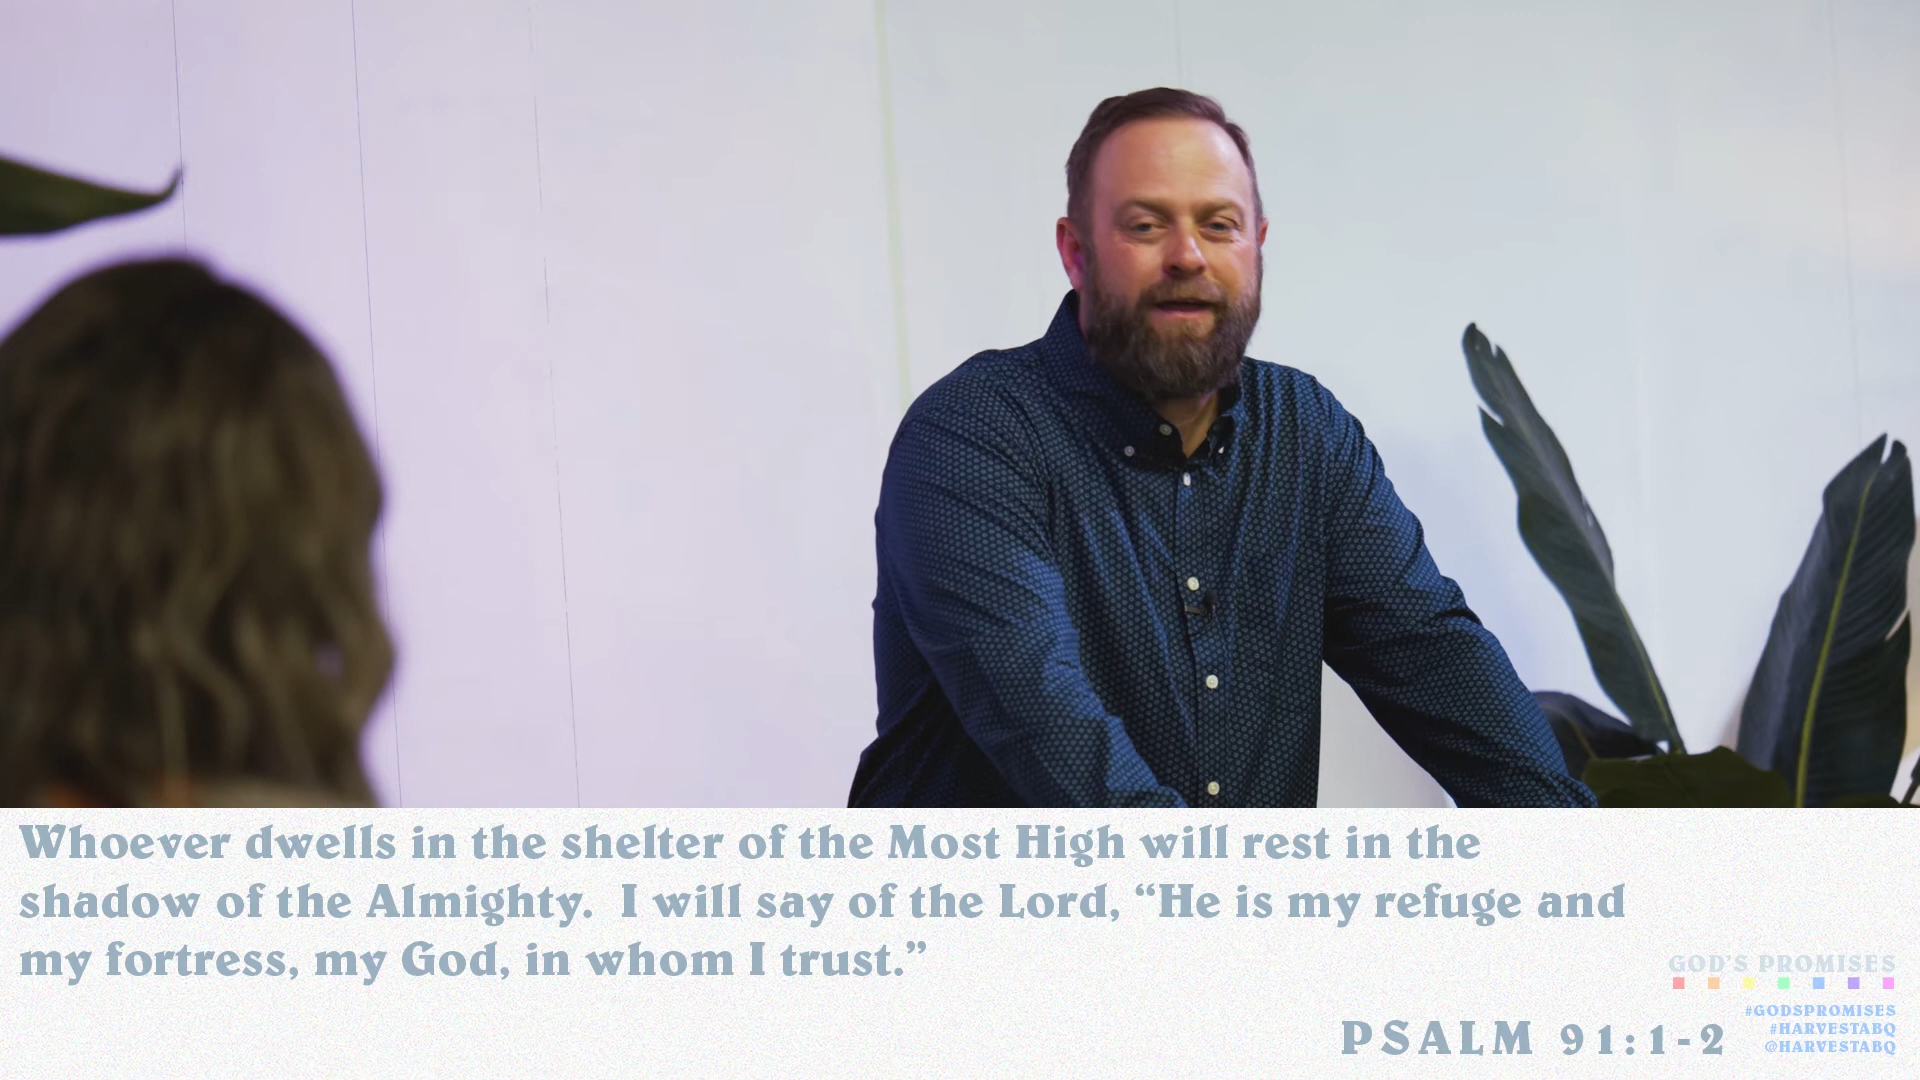 Whoever dwells in the shelter of the Most High will rest in the
shadow of the Almighty.  I will say of the Lord, “He is my refuge and
my fortress, my God, in whom I trust.”
GOD'S PROMISES
PSALM 91:1-2
#GODSPROMISES
#HARVESTABQ
@HARVESTABQ